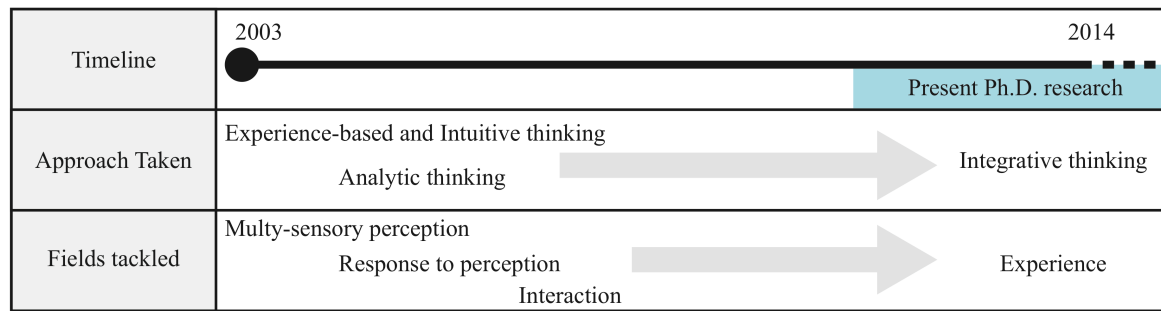 2003
2014
Timeline
Present Ph.D. research
Experience-based and Intuitive thinking
Approach Taken
Analytic thinking
Integrative thinking
Multy-sensory perception
Fields tackled
Response to perception
Experience
Interaction